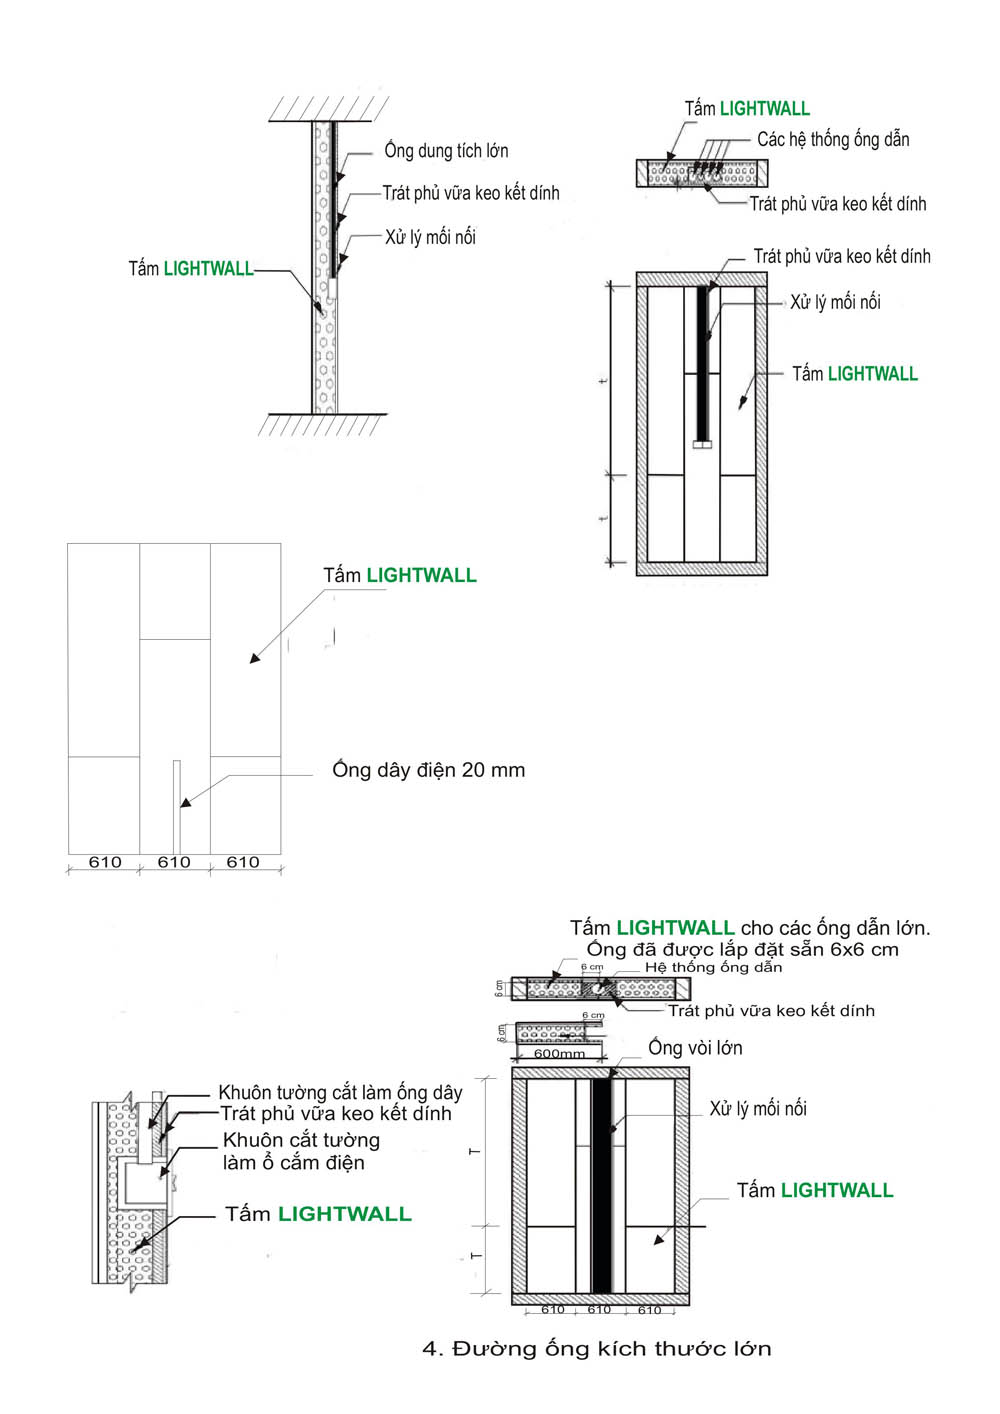 Tấm LIGHTWALL
Các hệ thống ống dẫn
Trát phủ vữa keo kết dính
Ống dung tích lớn
Trát phủ vữa keo kết dính
Xử lý mối nối
Tấm LIGHTWALL
Trát phủ vữa keo kết dính
Xử lý mối nối
Tấm LIGHTWALL
t
t
Tấm LIGHTWALL
Ống dây điện 20 mm
610 610 610
Tấm LIGHTWALL cho các ống dẫn lớn.
Ống đã được lắp đặt sẵn 6x6 cm
6 cm
Hệ thống ống dẫn
6 cm
Trát phủ vữa keo kết dính
6 cm
6 cm
600mm
Ống vòi lớn
Xử lý mối nối
T
Tấm LIGHTWALL
T
610 610 610
Khuôn tường cắt làm ống dây
Trát phủ vữa keo kết dính
Khuôn cắt tường
làm ổ cắm điện
Tấm LIGHTWALL
4. Đường ống kích thước lớn